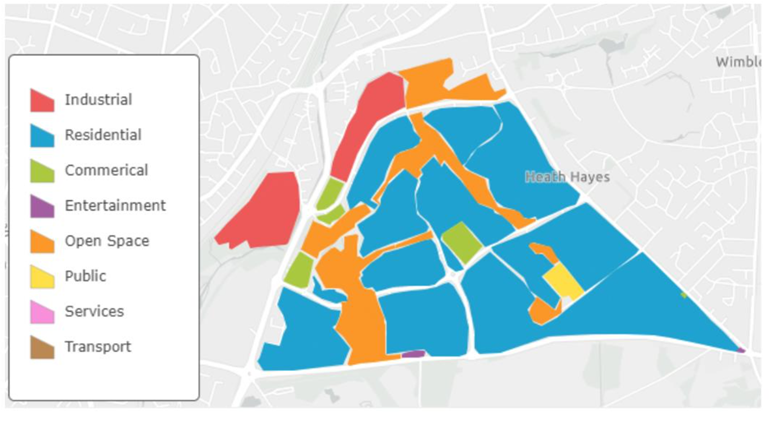 Wimble
Industrial
Residential
Commerical
Entertainment
Open Space
Public
Services
Transport
Heath Hayes